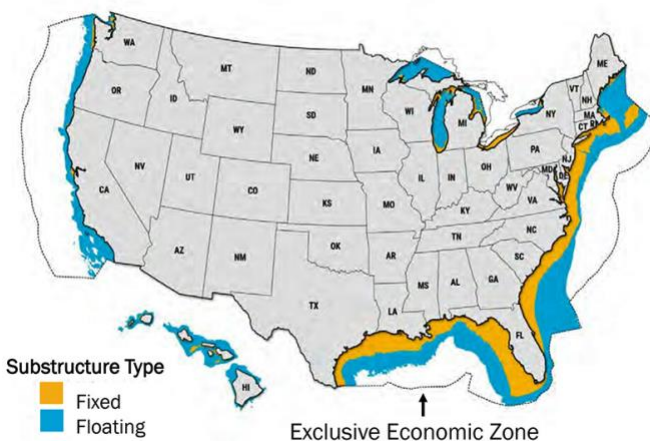 WA
MT
ND
MN
ME
OR
ID
SD
WI
MI
VT
NH
NY
MA
CT
RI
WY
NE
IA
PA
NJ
NV
UT
CO
IL
IN
OH
MD
DE
CA
KS
MO
WV
VA
KY
AZ
NM
OK
AR
TN
NC
SC
TX
LA
MS
AL
GA
FL
HI
Substructure Type
Fixed
Floating
Exclusive Economic Zone